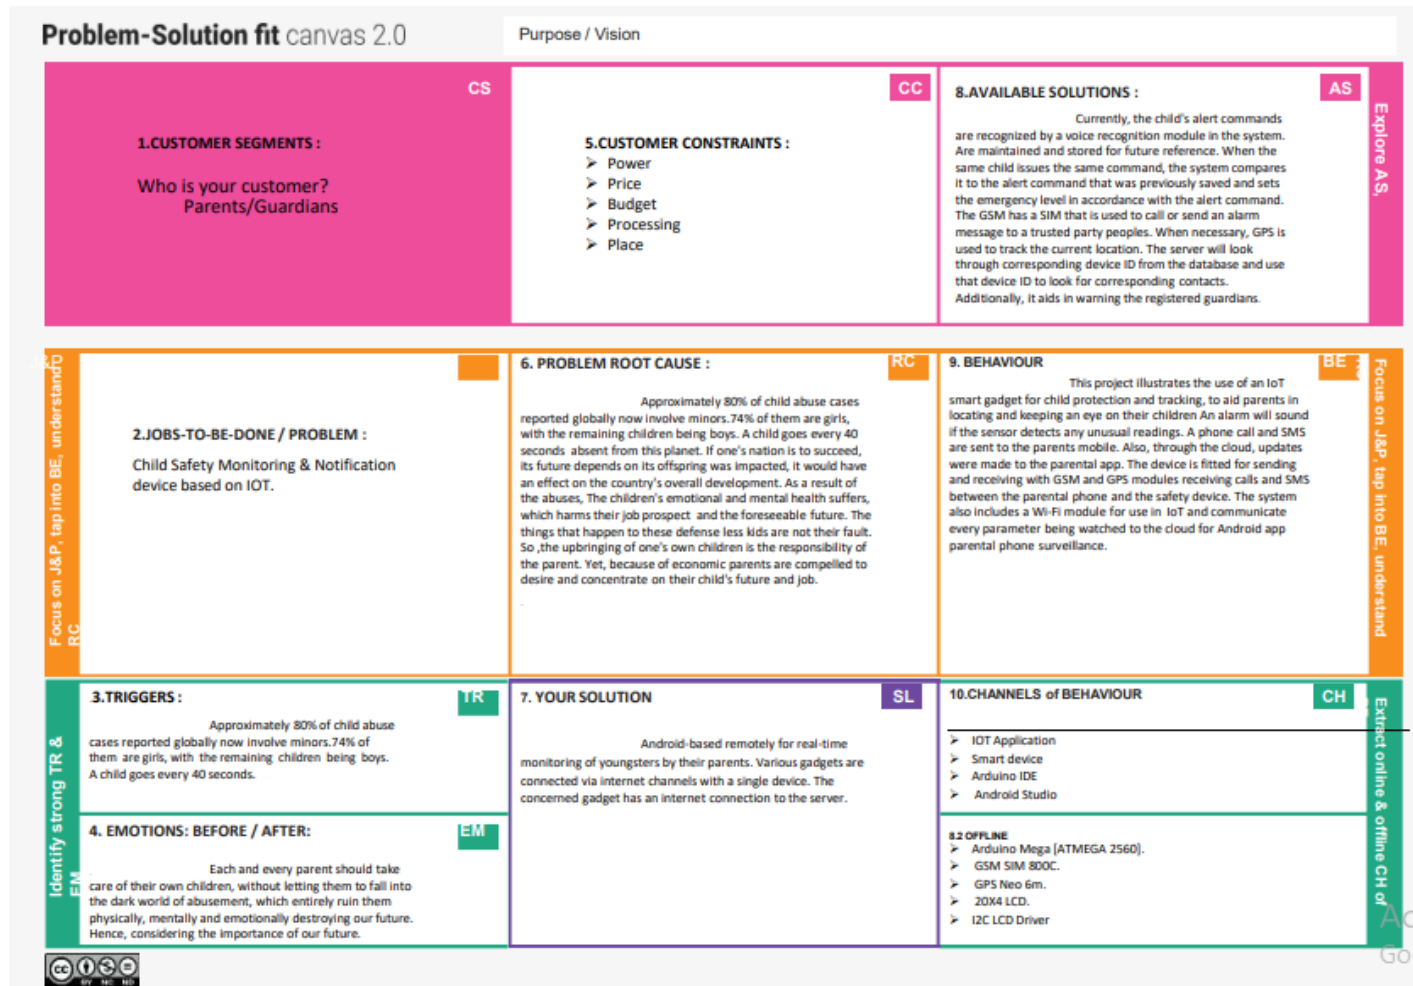 Problem-Solution fit canvas 2.0
Purpose / Vision
CS
1.CUSTOMER SEGMENTS :
Who is your customer?
Parents/Guardians
CC
5.CUSTOMER CONSTRAINTS :
➢ Power
➢ Price
➢ Budget
➢ Processing
➢ Place
AS
8.AVAILABLE SOLUTIONS :
Currently, the child's alert commands
are recognized by a voice recognition module in the system.
Are maintained and stored for future reference. When the
same child issues the same command, the system compares
it to the alert command that was previously saved and sets
the emergency level in accordance with the alert command.
The GSM has a SIM that is used to call or send an alarm
message to a trusted party peoples. When necessary, GPS is
used to track the current location. The server will look
through corresponding device ID from the database and use
that device ID to look for corresponding contacts.
Additionally, it aids in warning the registered guardians.
Explore AS,
Focus on J&P, tap into BE, understand
RC
2.JOBS-TO-BE-DONE / PROBLEM :
Child Safety Monitoring & Notification
device based on IOT.
6. PROBLEM ROOT CAUSE :
RC
Approximately 80% of child abuse cases
reported globally now involve minors.74% of them are girls,
with the remaining children being boys. A child goes every 40
seconds absent from this planet. If one's nation is to succeed,
its future depends on its offspring was impacted, it would have
an effect on the country's overall development. As a result of
the abuses, The children's emotional and mental health suffers,
which harms their job prospect and the foreseeable future. The
things that happen to these defense less kids are not their fault.
So ,the upbringing of one's own children is the responsibility of
the parent. Yet, because of economic parents are compelled to
desire and concentrate on their child's future and job.
9. BEHAVIOUR
BE
This project illustrates the use of an IoT
smart gadget for child protection and tracking, to aid parents in
locating and keeping an eye on their children An alarm will sound
if the sensor detects any unusual readings. A phone call and SMS
are sent to the parents mobile. Also, through the cloud, updates
were made to the parental app. The device is fitted for sending
and receiving with GSM and GPS modules receiving calls and SMS
between the parental phone and the safety device. The system
also includes a Wi-Fi module for use in IoT and communicate
every parameter being watched to the cloud for Android app
parental phone surveillance.
Focus on J&P, tap into BE, understand
Identify strong TR &
EM
3.TRIGGERS :
TR
Approximately 80% of child abuse
cases reported globally now involve minors.74% of
them are girls, with the remaining children being boys.
A child goes every 40 seconds.
4. EMOTIONS: BEFORE / AFTER:
EM
Each and every parent should take
care of their own children, without letting them to fall into
the dark world of abusement, which entirely ruin them
physically, mentally and emotionally destroying our future.
Hence, considering the importance of our future.
7. YOUR SOLUTION
SL
Android-based remotely for real-time
monitoring of youngsters by their parents. Various gadgets are
connected via internet channels with a single device. The
concerned gadget has an internet connection to the server.
10.CHANNELS of BEHAVIOUR
CH
➢ IOT Application
➢ Smart device
➢ Arduino IDE
➢ Android Studio
8.2 OFFLINE
➢ Arduino Mega [ATMEGA 2560].
➢ GSM SIM 800C.
➢ GPS Neo 6m.
➢ 20X4 LCD.
➢ I2C LCD Driver
Extract online & offline CH of
cc
BY NC ND